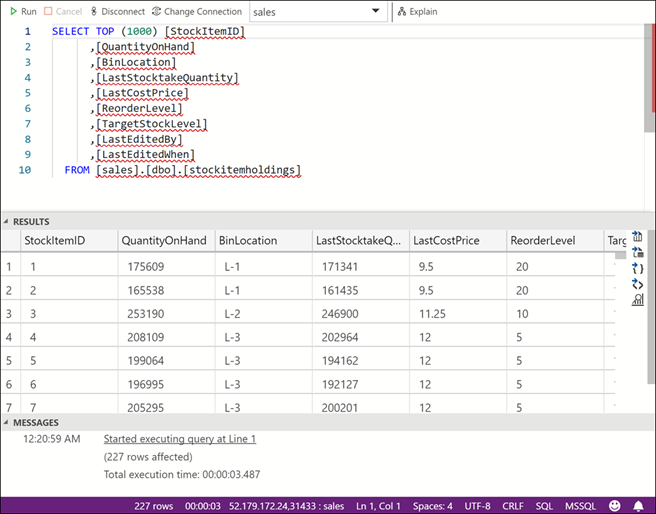 Run Cancel Disconnect Change Connection sales Explain
1 SELECT TOP (1000) [StockItemID]
2 ,[QuantityOnHand]
3 ,[BinLocation]
4 ,[LastStocktakeQuantity]
5 ,[LastCostPrice]
6 ,[ReorderLevel]
7 ,[TargetStockLevel]
8 ,[LastEditedBy]
9 ,[LastEditedWhen]
10 FROM [sales].[dbo].[stockitemholdings]
RESULTS
StockItemID QuantityOnHand BinLocation LastStocktakeQ... LastCostPrice ReorderLevel Targ
1 1 175609 L-1 171341 9.5 20
2 2 165538 L-1 161435 9.5 20
3 3 253190 L-2 246900 11.25 10
4 4 208109 L-3 202964 12 5
5 5 199064 L-3 194162 12 5
6 6 196995 L-3 192127 12 5
7 7 205295 L-3 200201 12 5
MESSAGES
12:20:59 AM Started executing query at Line 1
(227 rows affected)
Total execution time: 00:00:03.487
227 rows 00:00:03 52.179.172.24,31433 : sales Ln 1, Col 1 Spaces: 4 UTF-8 CRLF SQL MSSQL